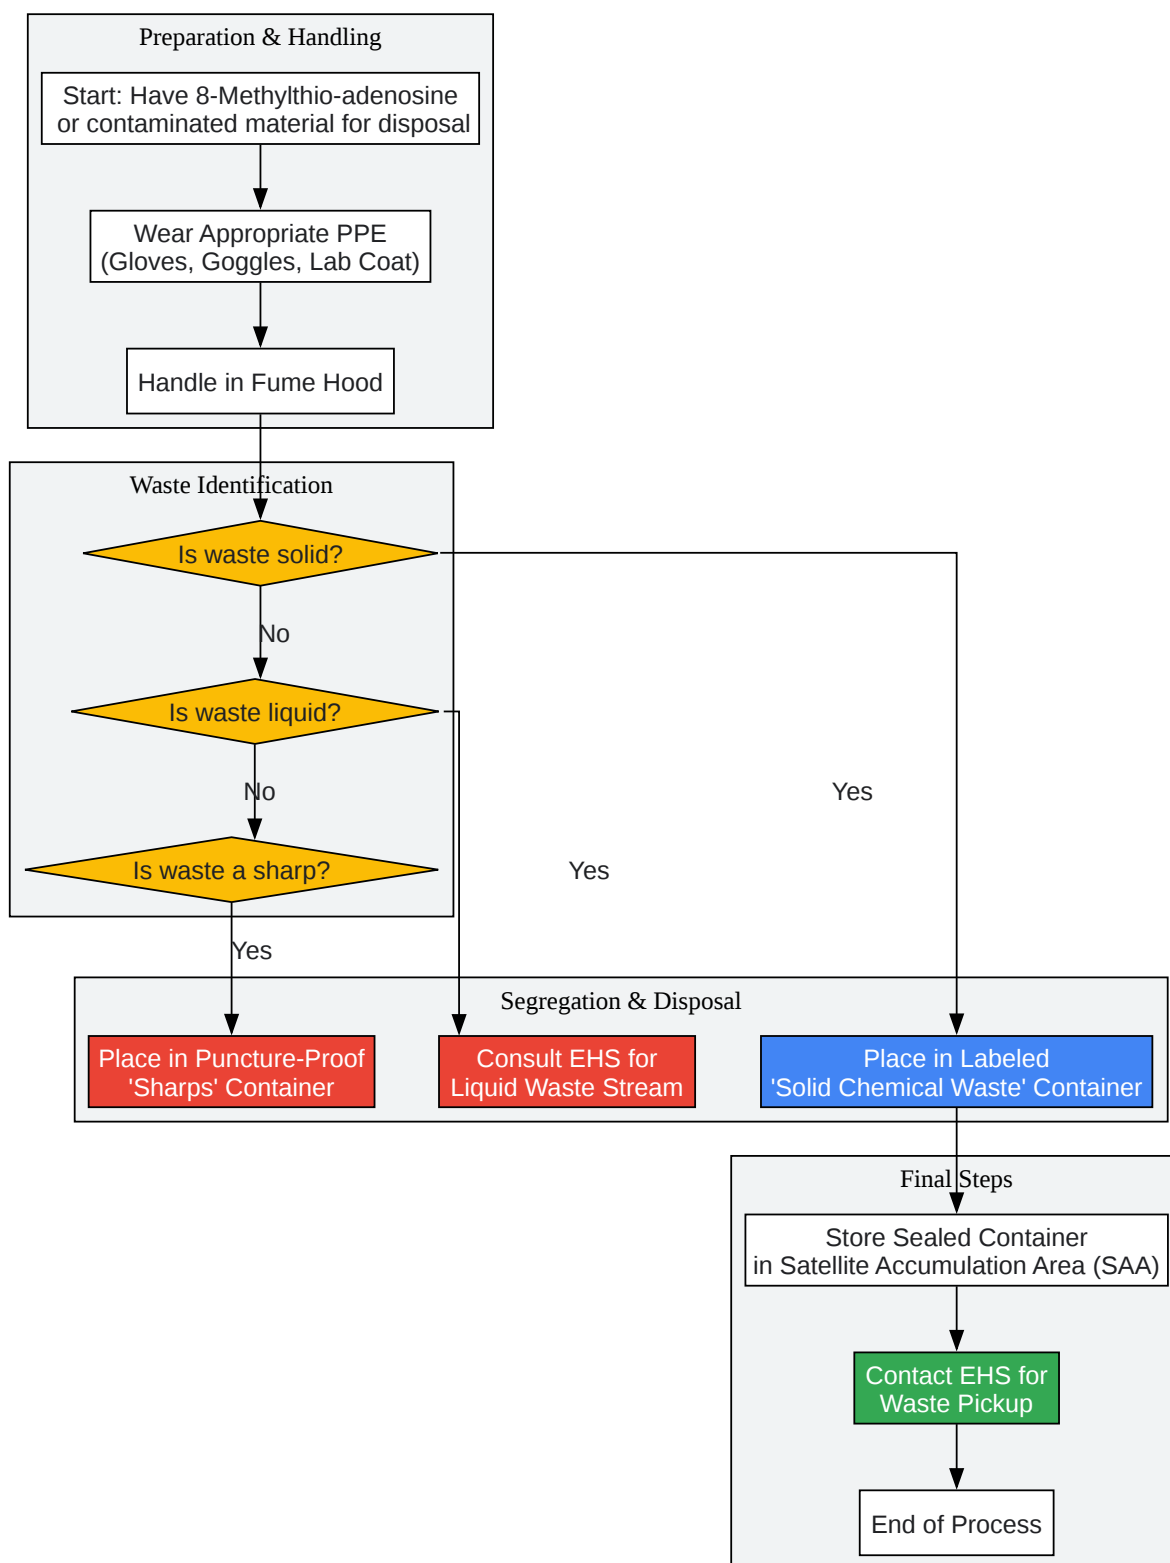 Preparation & Handling
Start: Have 8-Methylthio-adenosine
or contaminated material for disposal
Wear Appropriate PPE
(Gloves, Goggles, Lab Coat)
Handle in Fume Hood
Waste Identification
Is waste solid?
No
Is waste liquid?
No
Yes
Is waste a sharp?
Yes
Yes
Segregation & Disposal
Place in Puncture-Proof
'Sharps' Container
Consult EHS for
Liquid Waste Stream
Place in Labeled
'Solid Chemical Waste' Container
Final Steps
Store Sealed Container
in Satellite Accumulation Area (SAA)
Contact EHS for
Waste Pickup
End of Process